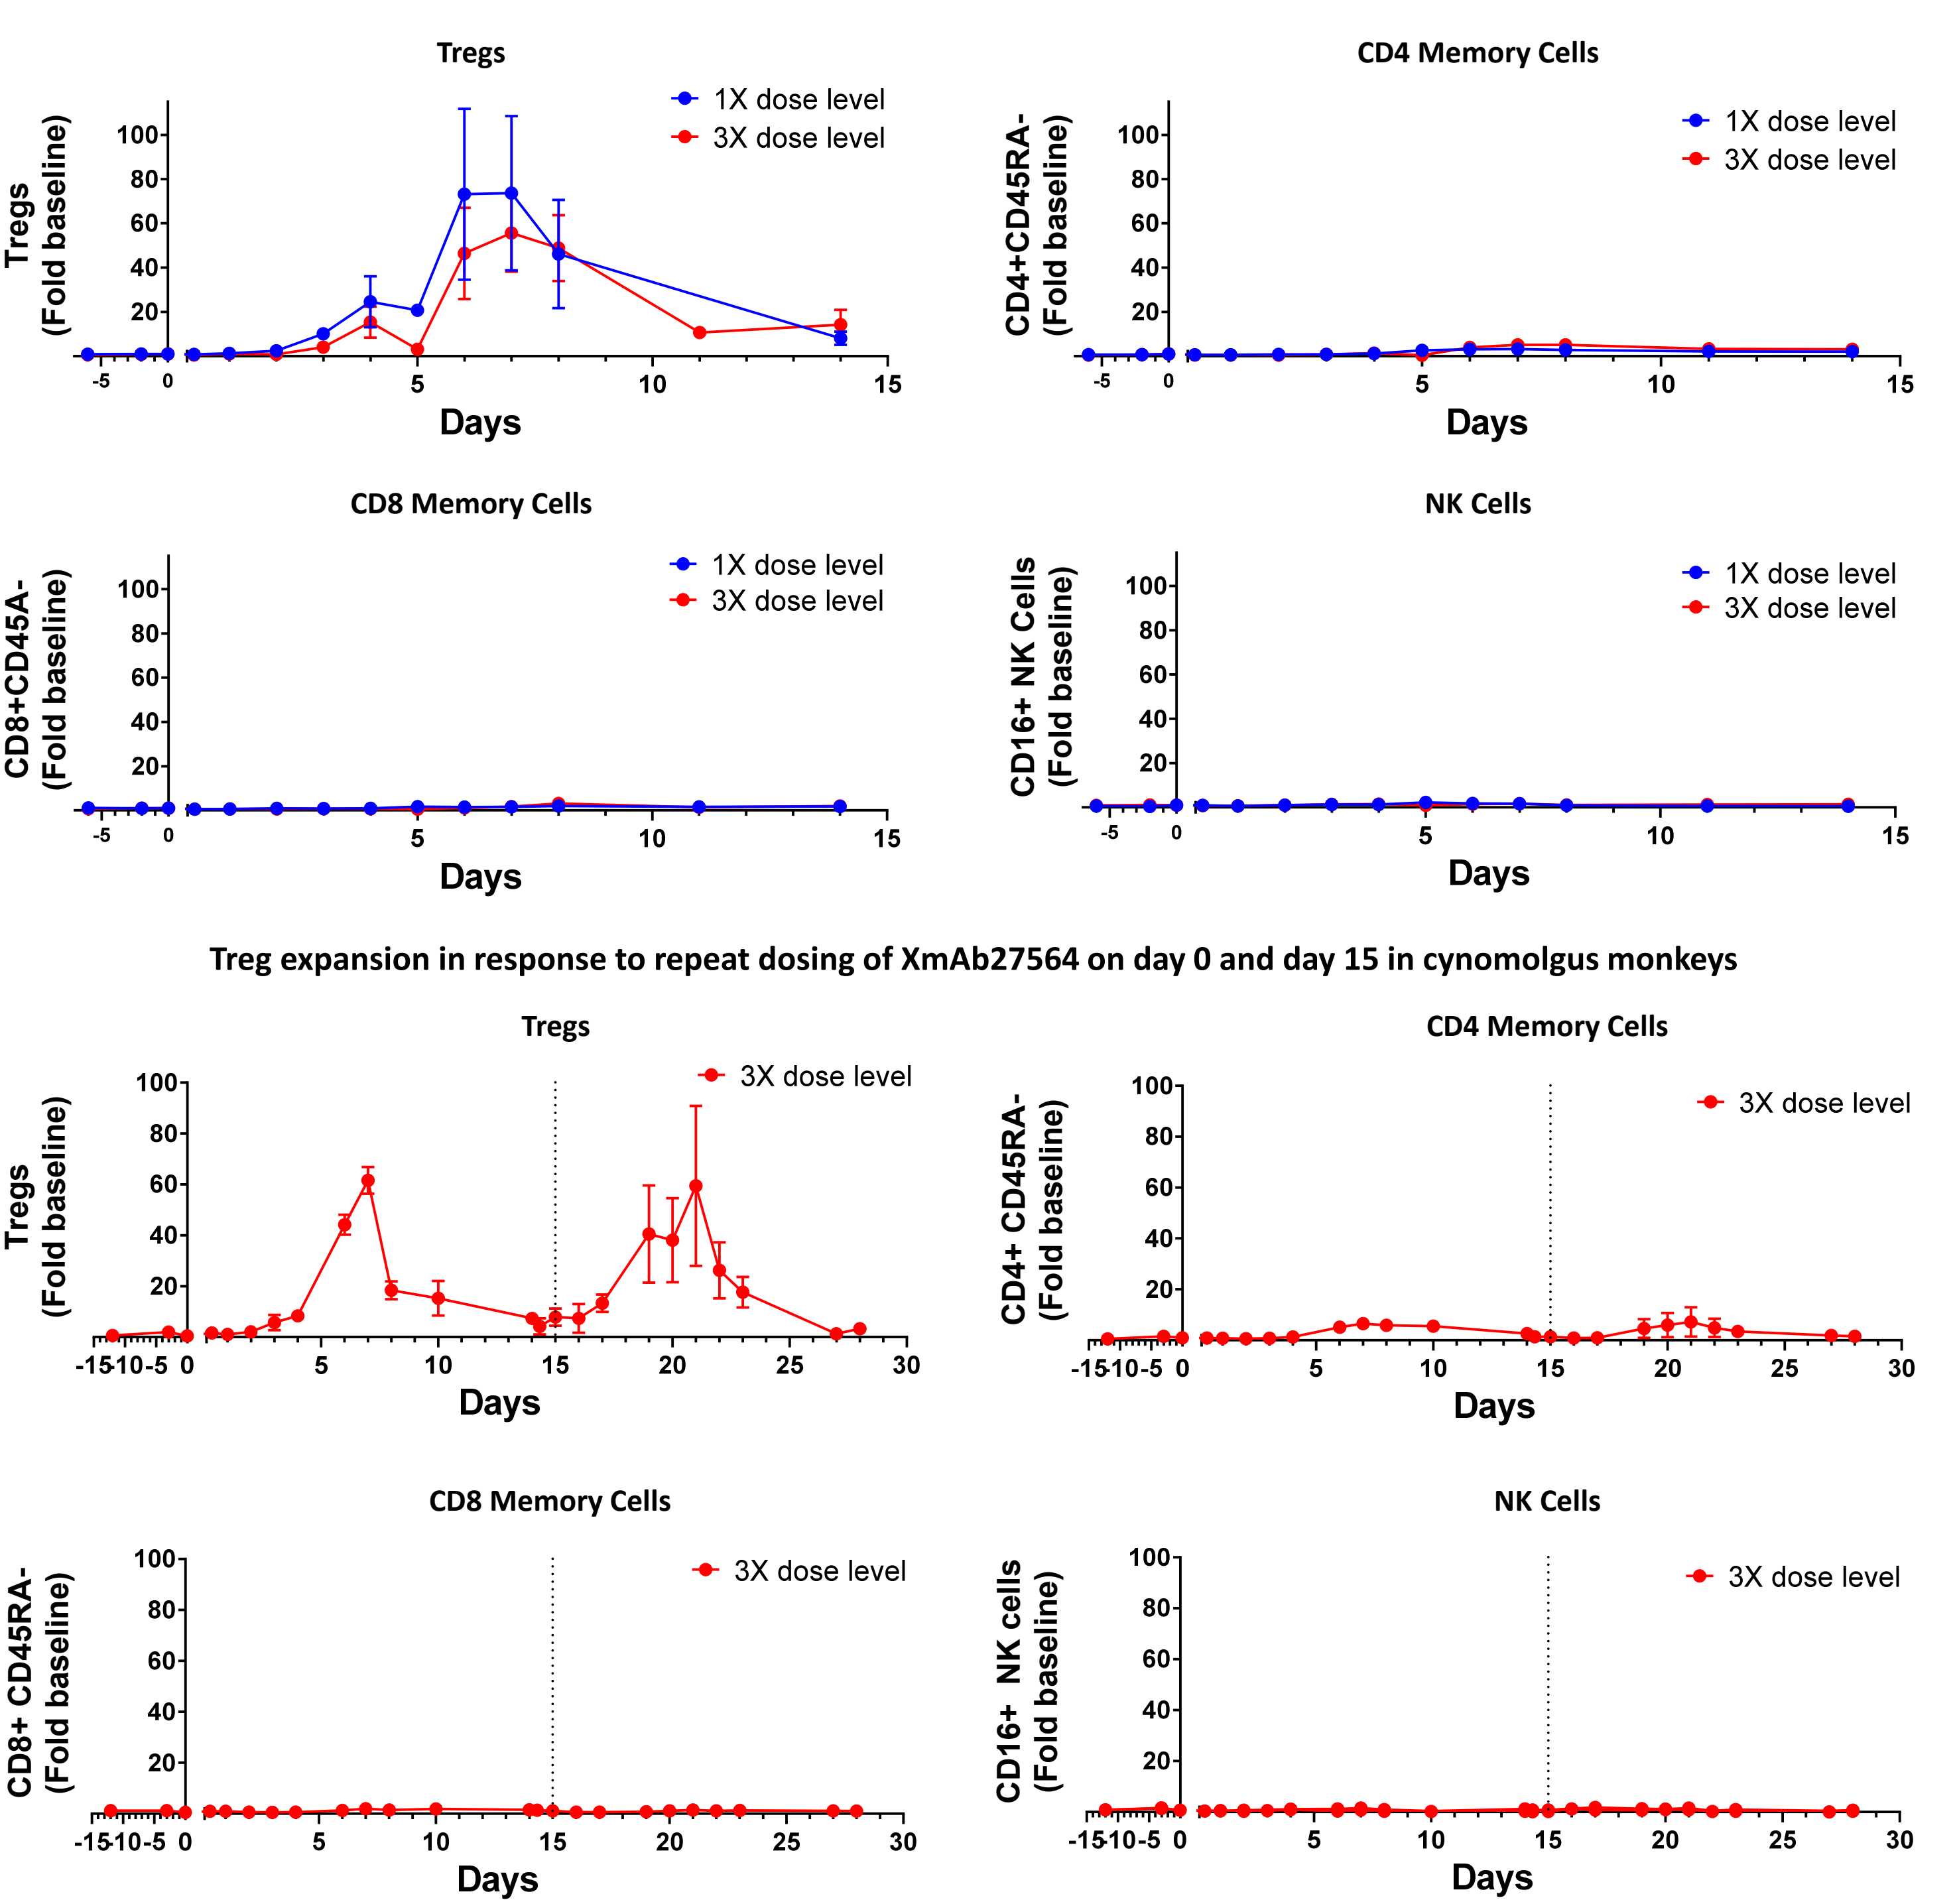 Tregs
Tregs
(Fold baseline)
100
80
60
40
20
1X dose level
3X dose level
-5 0 5 10 15
Days
CD4 Memory Cells
CD4+CD45RA-
(Fold baseline)
100
80
60
40
20
1X dose level
3X dose level
-5 0 5 10 15
Days
CD8 Memory Cells
CD8+CD45A-
(Fold baseline)
100
80
60
40
20
1X dose level
3X dose level
-5 0 5 10 15
Days
NK Cells
CD16+ NK Cells
(Fold baseline)
100
80
60
40
20
1X dose level
3X dose level
-5 0 5 10 15
Days
Treg expansion in response to repeat dosing of XmAb27564 on day 0 and day 15 in cynomolgus monkeys
Tregs
Tregs
(Fold baseline)
100
80
60
40
20
3X dose level
-15 -10 -5 0 5 10 15 20 25 30
Days
CD4 Memory Cells
CD4+ CD45RA-
(Fold baseline)
100
80
60
40
20
3X dose level
-15 -10 -5 0 5 10 15 20 25 30
Days
CD8 Memory Cells
CD8+ CD45RA-
(Fold baseline)
100
80
60
40
20
3X dose level
-15 -10 -5 0 5 10 15 20 25 30
Days
NK Cells
CD16+ NK cells
(Fold baseline)
100
80
60
40
20
3X dose level
-15 -10 -5 0 5 10 15 20 25 30
Days